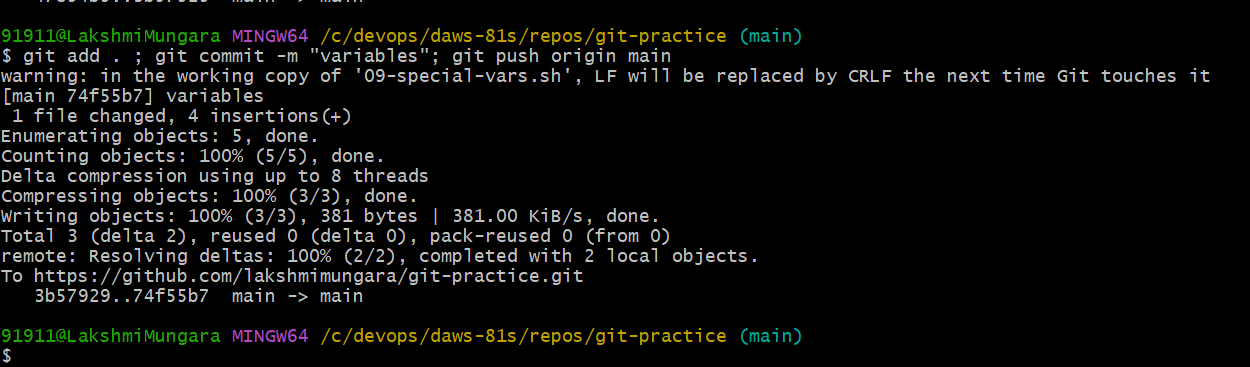 91911@LakshmiMungara MINGW64 /c/devops/daws-81s/repos/git-practice (main)
$ git add . ; git commit -m "variables"; git push origin main
warning: in the working copy of '09-special-vars.sh', LF will be replaced by CRLF the next time Git touches it
[main 74f55b7] variables
 1 file changed, 4 insertions(+)
Enumerating objects: 5, done.
Counting objects: 100% (5/5), done.
Delta compression using up to 8 threads
Compressing objects: 100% (3/3), done.
Writing objects: 100% (3/3), 381 bytes | 381.00 KiB/s, done.
Total 3 (delta 2), reused 0 (delta 0), pack-reused 0 (from 0)
remote: Resolving deltas: 100% (2/2), completed with 2 local objects.
To https://github.com/lakshmimungara/git-practice.git
   3b57929..74f55b7  main -> main
91911@LakshmiMungara MINGW64 /c/devops/daws-81s/repos/git-practice (main)
$